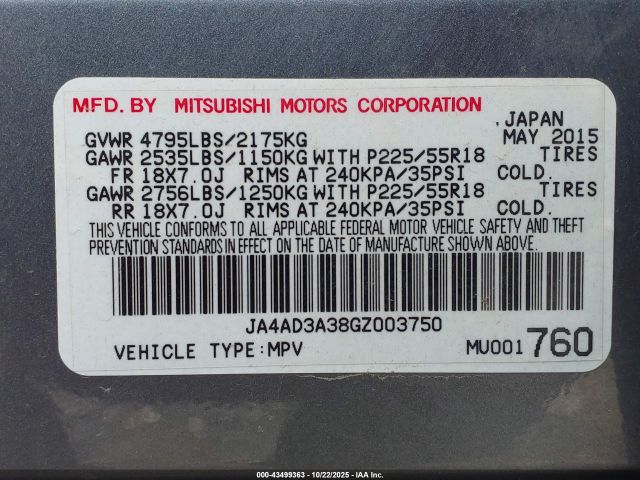 MFD. BY MITSUBISHI MOTORS CORPORATION
. JAPAN
GVWR 4795LBS/2175KG MAY 2015
GAWR 2535LBS/1150KG WITH P225/55R18 TIRES
FR 18X7.0J RIMS AT 240KPA/35PSI COLD.
GAWR 2756LBS/1250KG WITH P225/55R18 TIRES
RR 18X7.0J RIMS AT 240KPA/35PSI COLD.
THIS VEHICLE CONFORMS TO ALL APPLICABLE FEDERAL MOTOR VEHICLE SAFETY AND THEFT
PREVENTION STANDARDS IN EFFECT ON THE DATE OF MANUFACTURE SHOWN ABOVE.
JA4AD3A38GZ003750
VEHICLE TYPE:MPV MU001 760
000-43499363 - 10/22/2025 - IAA Inc.